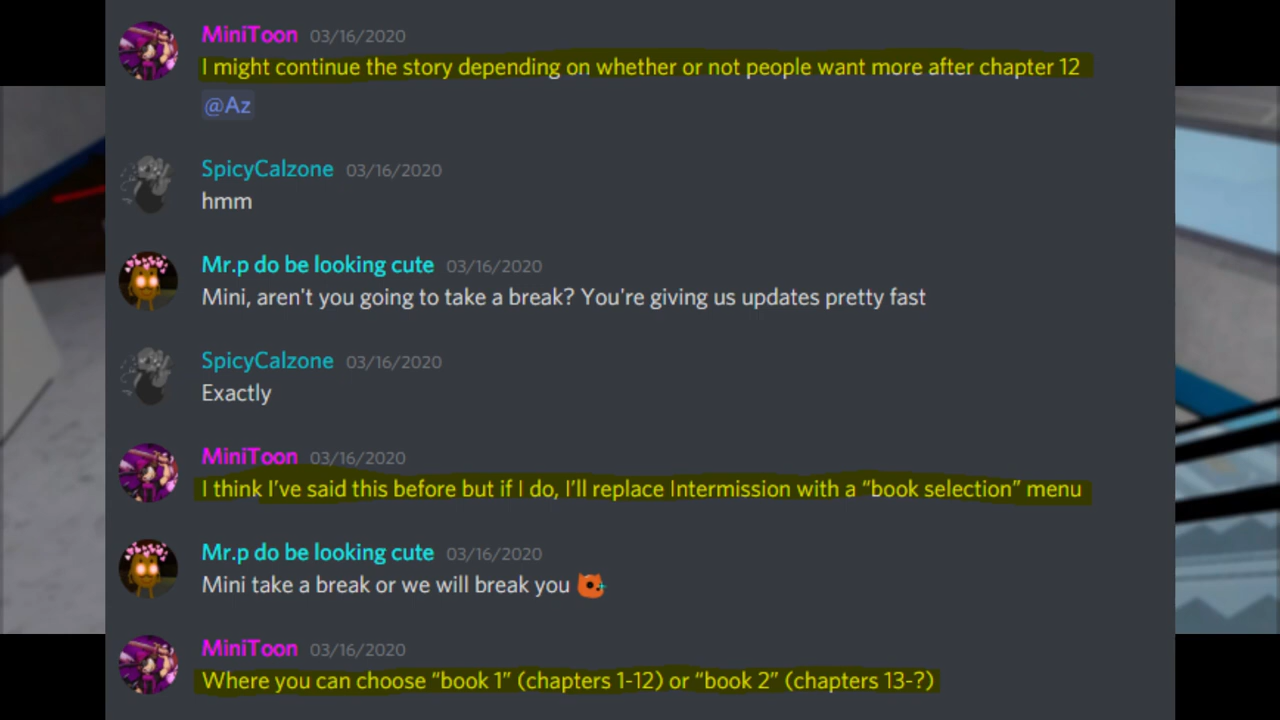 MiniToon 03/16/2020
I might continue the story depending on whether or not people want more after chapter 12
@Az
SpicyCalzone 03/16/2020
hmm
Mr.p do be looking cute 03/16/2020
Mini, aren't you going to take a break? You're giving us updates pretty fast
SpicyCalzone 03/16/2020
Exactly
MiniToon 03/16/2020
I think I’ve said this before but if I do, I’ll replace Intermission with a “book selection” menu
Mr.p do be looking cute 03/16/2020
Mini take a break or we will break you
MiniToon 03/16/2020
Where you can choose “book 1” (chapters 1-12) or “book 2” (chapters 13-?)